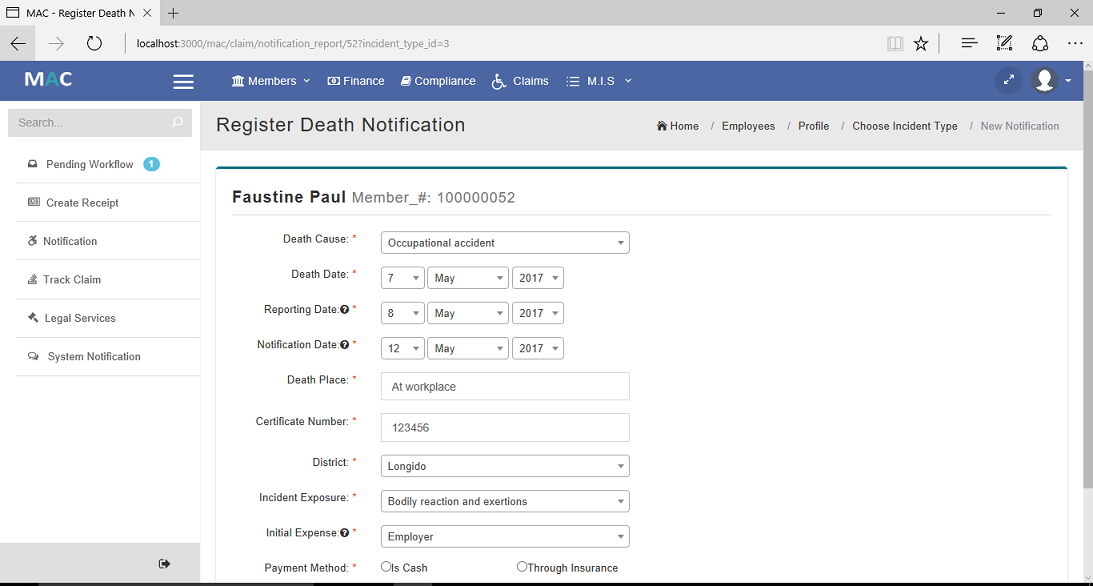 MAC - Register Death N
localhost:3000/mac/claim/notification_report/52?incident_type_id=3
MAC
Members Finance Compliance Claims M.I.S
Search...
Register Death Notification
Home / Employees / Profile / Choose Incident Type / New Notification
Pending Workflow 1
Create Receipt
Notification
Track Claim
Legal Services
System Notification
Faustine Paul Member_#: 100000052
Death Cause: * Occupational accident
Death Date: * 7 May 2017
Reporting Date: * 8 May 2017
Notification Date: * 12 May 2017
Death Place: * At workplace
Certificate Number: * 123456
District: * Longido
Incident Exposure: * Bodily reaction and exertions
Initial Expense: * Employer
Payment Method: * Is Cash Through Insurance